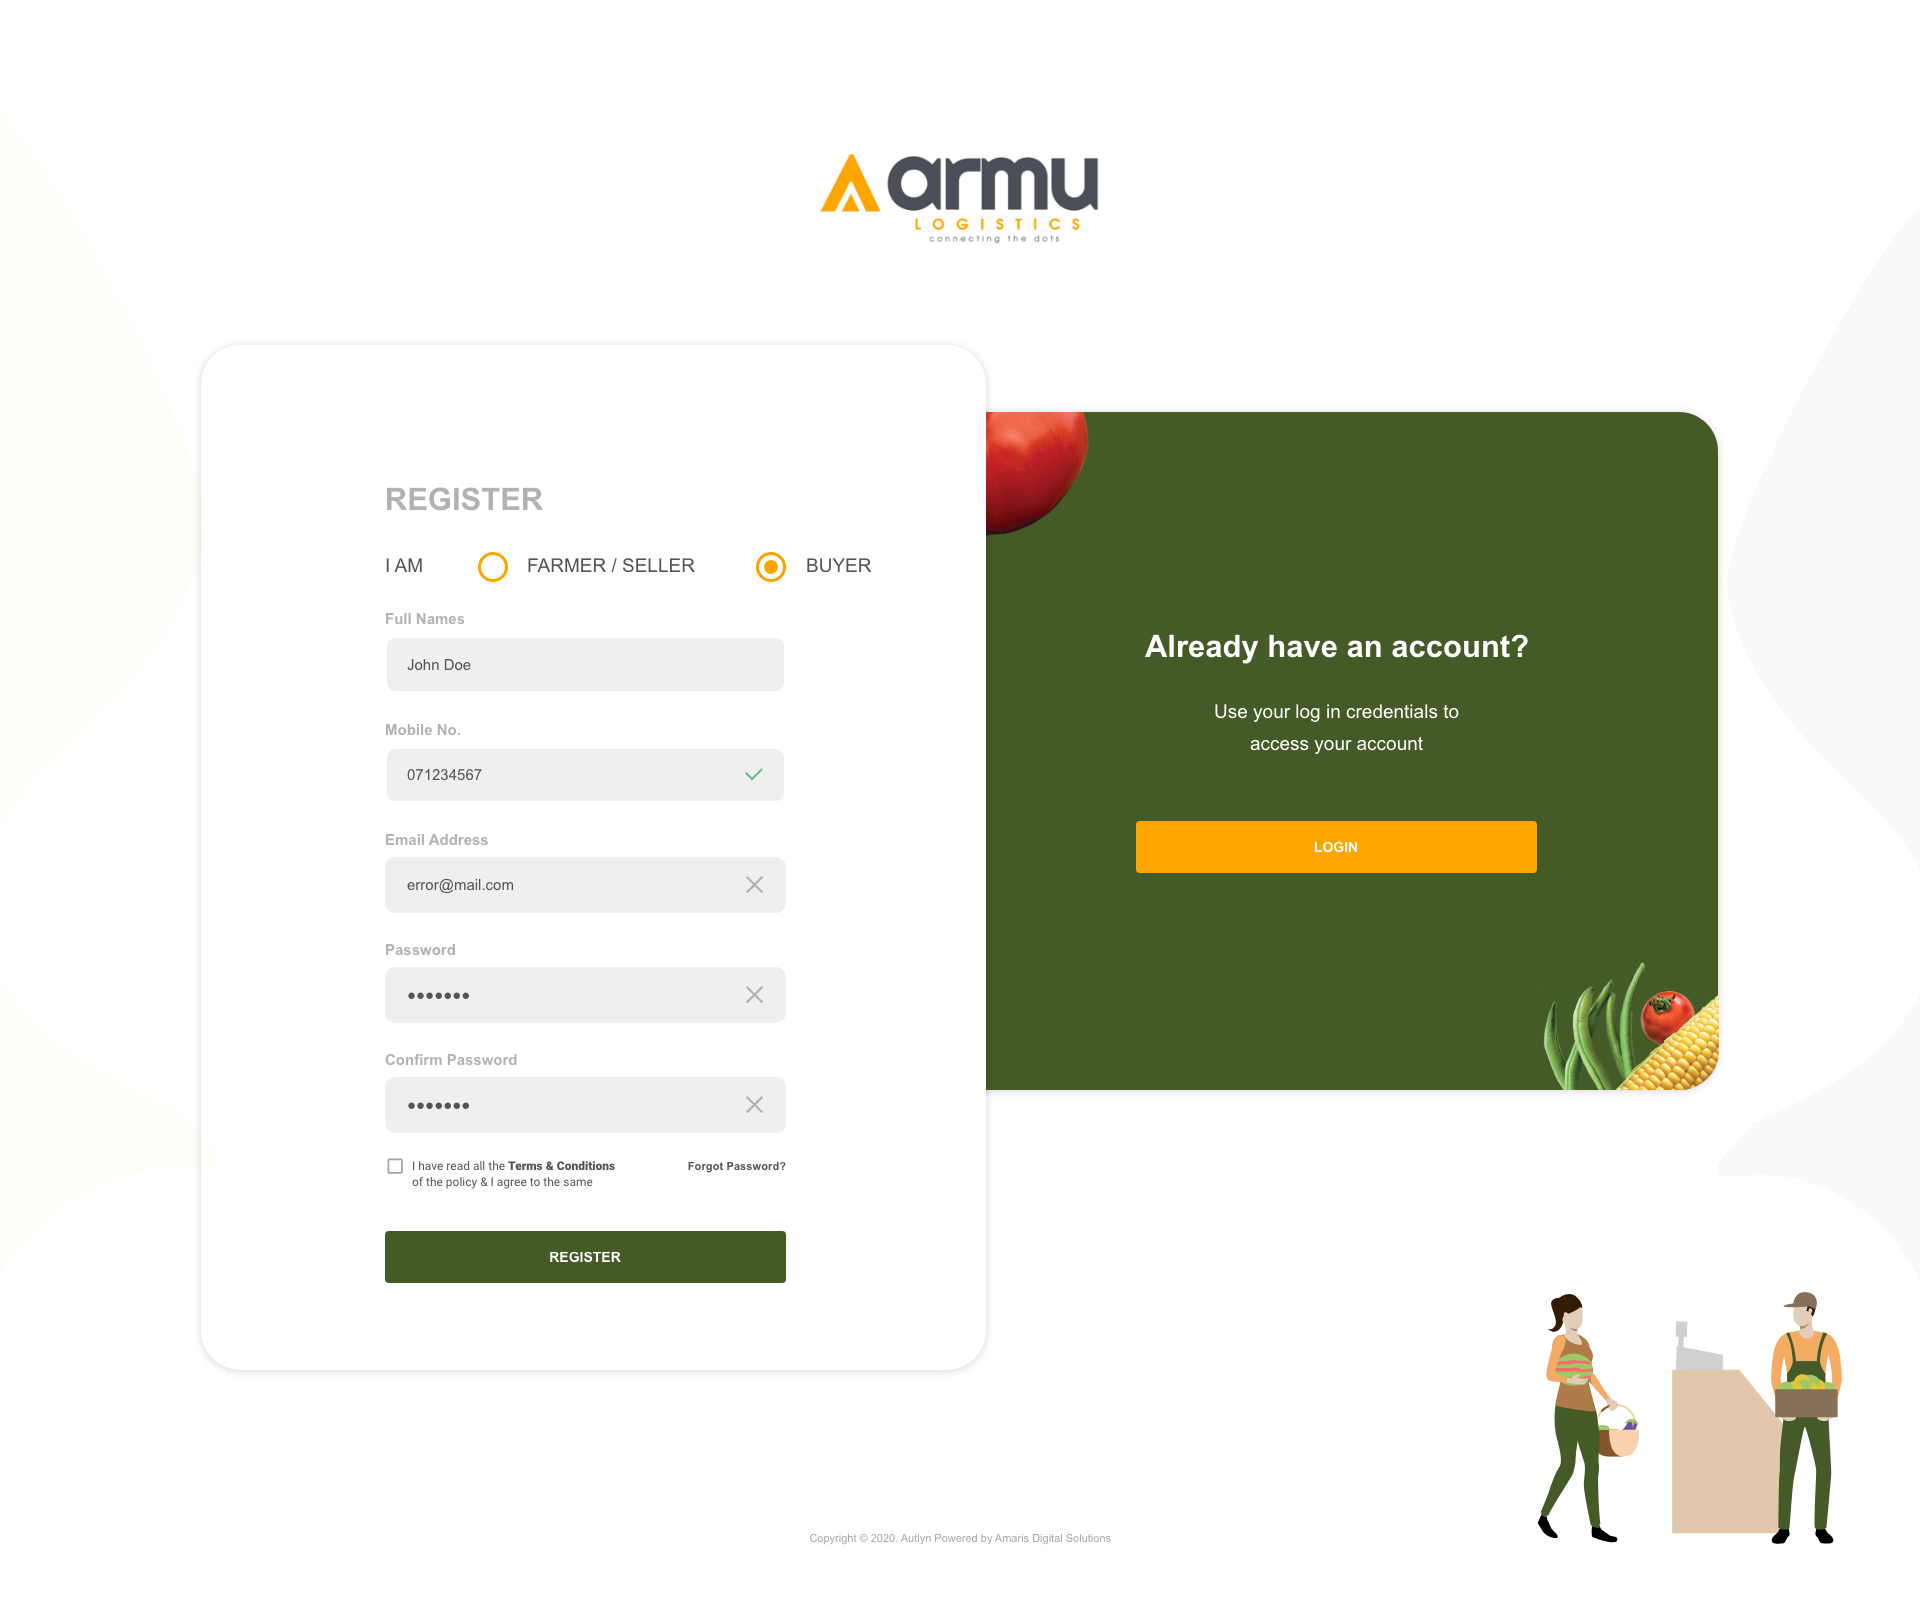 armu
LOGISTICS
connecting the dots
REGISTER
I AM FARMER / SELLER BUYER
Full Names
John Doe
Mobile No.
071234567
Email Address
error@mail.com
Password
•••••••
Confirm Password
•••••••
I have read all the Terms & Conditions
of the policy & I agree to the same
Forgot Password?
REGISTER
Already have an account?
Use your log in credentials to
access your account
LOGIN
Copyright © 2020. Autlyn Powered by Amaris Digital Solutions